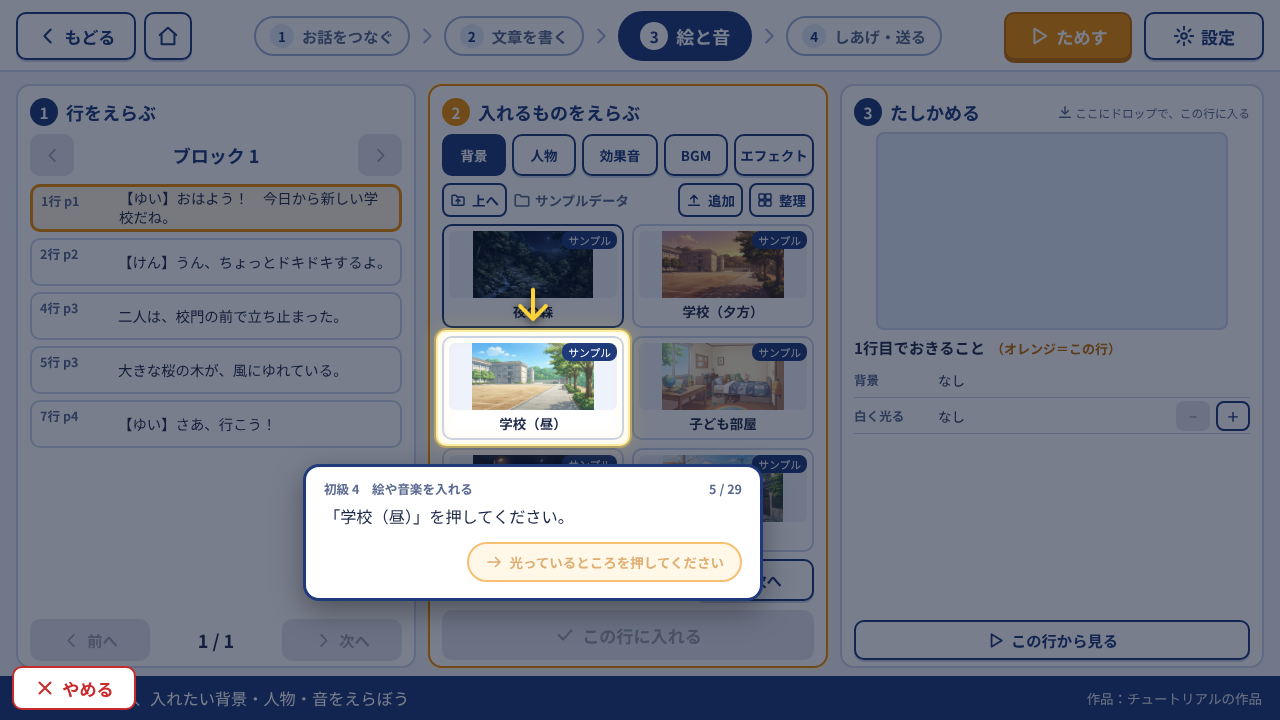 もどる
1 お話をつなぐ
2 文章を書く
3 絵と音
4 しあげ・送る
ためす
設定
1 行をえらぶ
ブロック 1
1行 p1
【ゆい】おはよう！　今日から新しい学
校だね。
2行 p2
【けん】うん、ちょっとドキドキするよ。
4行 p3
二人は、校門の前で立ち止まった。
5行 p3
大きな桜の木が、風にゆれている。
7行 p4
【ゆい】さあ、行こう！
前へ
1 / 1
次へ
2 入れるものをえらぶ
背景
人物
効果音
BGM
エフェクト
上へ
サンプルデータ
追加
整理
サンプル
サンプル
学校（夕方）
サンプル
学校（昼）
サンプル
子ども部屋
サンプル
この行に入れる
初級 4　絵や音楽を入れる
5 / 29
「学校（昼）」を押してください。
光っているところを押してください
3 たしかめる
ここにドロップで、この行に入る
1行目でおきること （オレンジ＝この行）
背景
なし
白く光る
なし
この行から見る
やめる
、入れたい背景・人物・音をえらぼう
作品：チュートリアルの作品